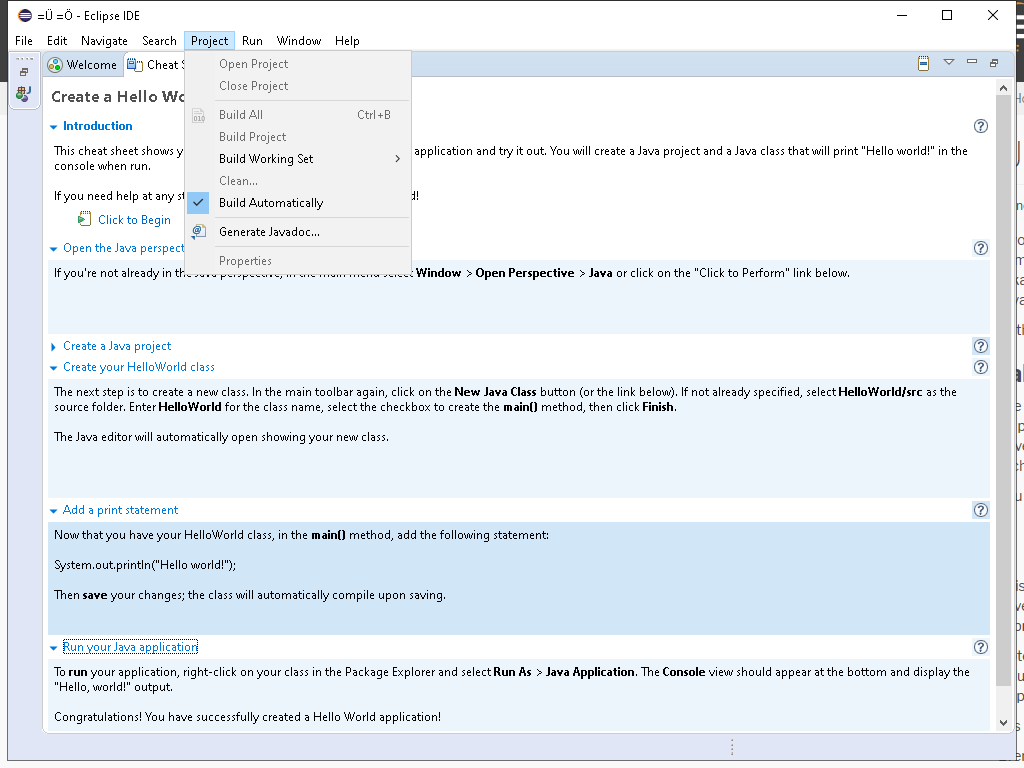 =Ü =Ö - Eclipse IDE
File Edit Navigate Search Project Run Window Help
Welcome
Cheat S
Open Project
Close Project
Build All Ctrl+B
Build Project
Build Working Set
Clean...
Build Automatically
Generate Javadoc...
Properties
Create a Hello Wo
Introduction
This cheat sheet shows y application and try it out. You will create a Java project and a Java class that will print "Hello world!" in the
console when run.
If you need help at any st d!
Click to Begin
Open the Java perspect
If you're not already in the Java perspective, in the main menu select Window > Open Perspective > Java or click on the "Click to Perform" link below.
Create a Java project
Create your HelloWorld class
The next step is to create a new class. In the main toolbar again, click on the New Java Class button (or the link below). If not already specified, select HelloWorld/src as the
source folder. Enter HelloWorld for the class name, select the checkbox to create the main() method, then click Finish.
The Java editor will automatically open showing your new class.
Add a print statement
Now that you have your HelloWorld class, in the main() method, add the following statement:
System.out.println("Hello world!");
Then save your changes; the class will automatically compile upon saving.
Run your Java application
To run your application, right-click on your class in the Package Explorer and select Run As > Java Application. The Console view should appear at the bottom and display the
"Hello, world!" output.
Congratulations! You have successfully created a Hello World application!